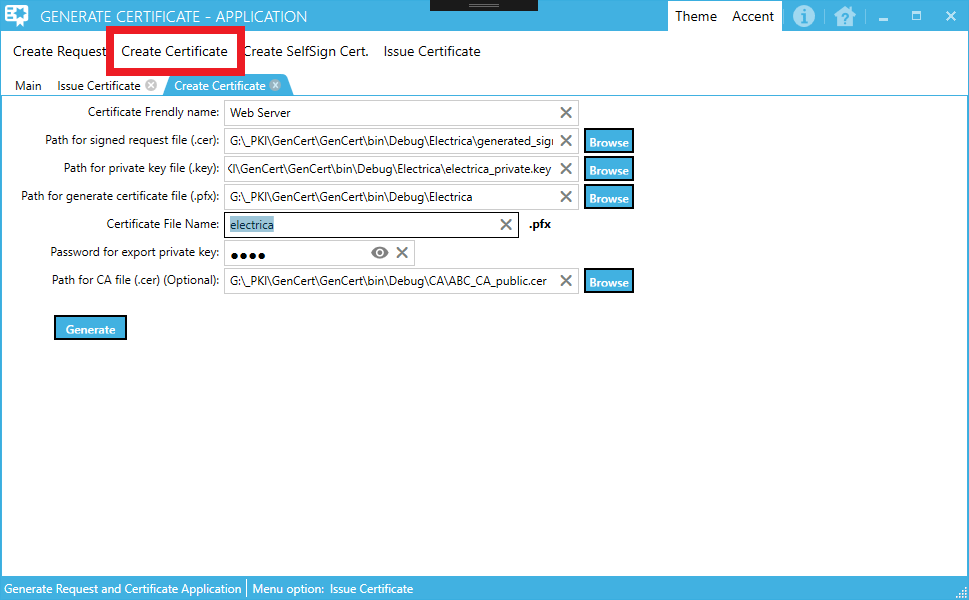 GENERATE CERTIFICATE - APPLICATION
Theme Accent
Create Request Create Certificate Create SelfSign Cert. Issue Certificate
Main Issue Certificate Create Certificate
Certificate Frendly name: Web Server
Path for signed request file (.cer): G:\_PKI\GenCert\GenCert\bin\Debug\Electrica\generated_sig Browse
Path for private key file (.key): KI\GenCert\GenCert\bin\Debug\Electrica\electrica_private.key Browse
Path for generate certificate file (.pfx): G:\_PKI\GenCert\GenCert\bin\Debug\Electrica Browse
Certificate File Name: electrica .pfx
Password for export private key: ●●●●
Path for CA file (.cer) (Optional): G:\_PKI\GenCert\GenCert\bin\Debug\CA\ABC_CA_public.cer Browse
Generate
Generate Request and Certificate Application Menu option: Issue Certificate